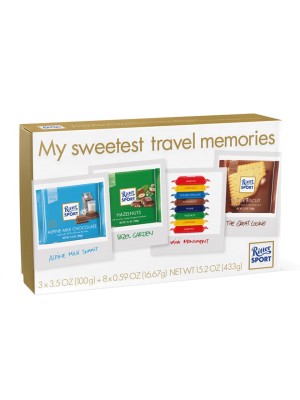 My sweetest travel memories
Ritter
SPORT
ALPINE MILK CHOCOLATE
Ritter
SPORT
HAZELNUTS
Ritter
SPORT
BISCUIT
ALPINE MILK SUMMIT
HAZEL GARDEN
MINI MONUMENT
THE GREAT COOKIE
3 x 3.5 OZ (100g) + 8 x 0.59 OZ (16.67g) NET WT 15.2 OZ (433g)
Ritter
SPORT